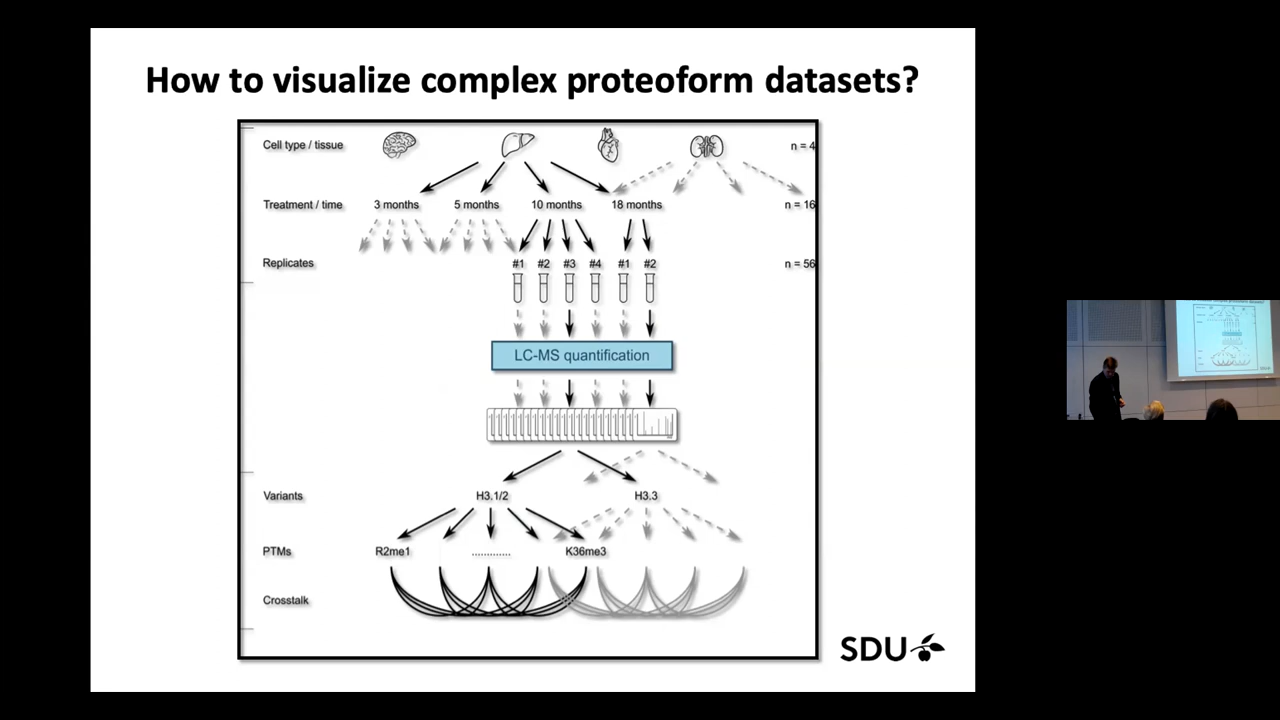 How to visualize complex proteoform datasets?
Cell type / tissue
n = 4
Treatment / time
3 months
5 months
10 months
18 months
n = 16
Replicates
#1 #2 #3 #4 #1 #2
n = 56
LC-MS quantification
Variants
H3.1/2
H3.3
PTMs
R2me1
.............
K36me3
Crosstalk
SDU